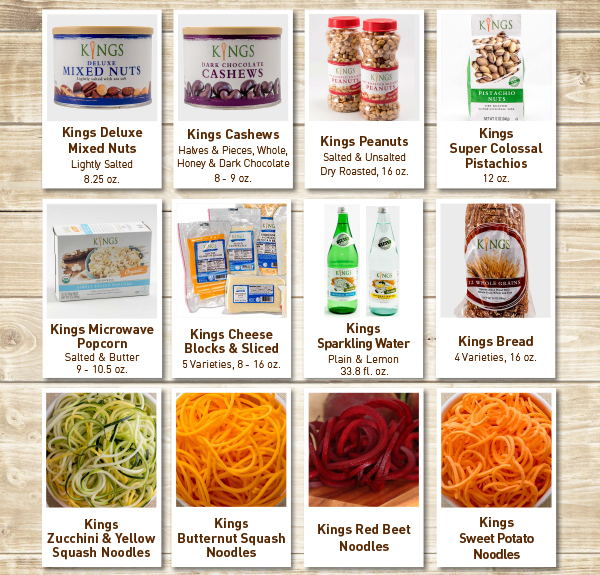 KINGS
DELUXE
MIXED NUTS
Lightly salted with sea salt
Kings Deluxe
Mixed Nuts
Lightly Salted
8.25 oz.
KINGS
DARK CHOCOLATE
CASHEWS
Kings Cashews
Halves & Pieces, Whole,
Honey & Dark Chocolate
8 - 9 oz.
KINGS
PEANUTS
PEANUTS
Kings Peanuts
Salted & Unsalted
Dry Roasted, 16 oz.
KINGS
PISTACHIO
NUTS
Kings
Super Colossal
Pistachios
12 oz.
KINGS
Kings Microwave
Popcorn
Salted & Butter
9 - 10.5 oz.
KINGS
Kings Cheese
Blocks & Sliced
5 Varieties, 8 - 16 oz.
KINGS
KINGS
Kings
Sparkling Water
Plain & Lemon
33.8 fl. oz.
KINGS
12 WHOLE GRAINS
Kings Bread
4 Varieties, 16 oz.
Kings
Zucchini & Yellow
Squash Noodles
Kings
Butternut Squash
Noodles
Kings Red Beet
Noodles
Kings
Sweet Potato
Noodles